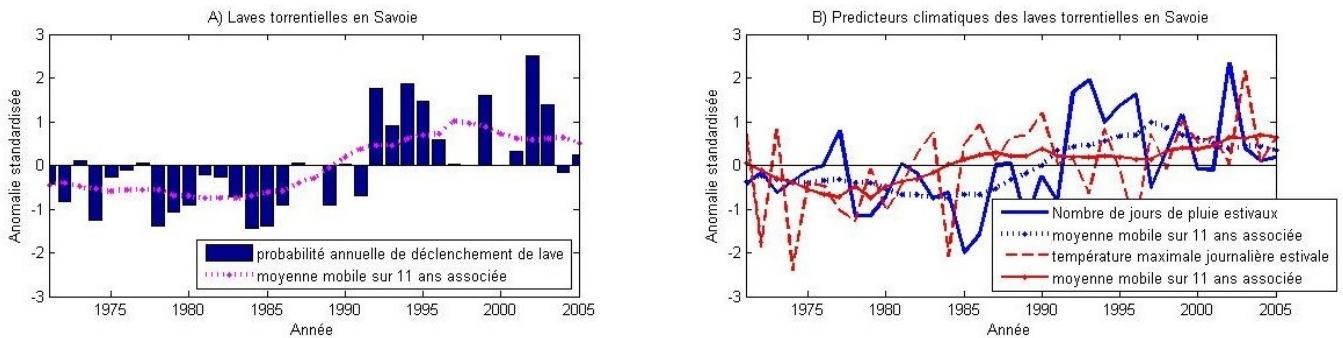 A) Laves torrentielles en Savoie
Anomalie standardisée
3
2
1
0
-1
-2
-3
1975
1980
1985
1990
1995
2000
2005
Année
probabilité annuelle de déclenchement de lave
moyenne mobile sur 11 ans associée
B) Predicteurs climatiques des laves torrentielles en Savoie
Anomalie standardisée
3
2
1
0
-1
-2
-3
1975
1980
1985
1990
1995
2000
2005
Année
Nombre de jours de pluie estivaux
moyenne mobile sur 11 ans associée
température maximale journalière estivale
moyenne mobile sur 11 ans associée